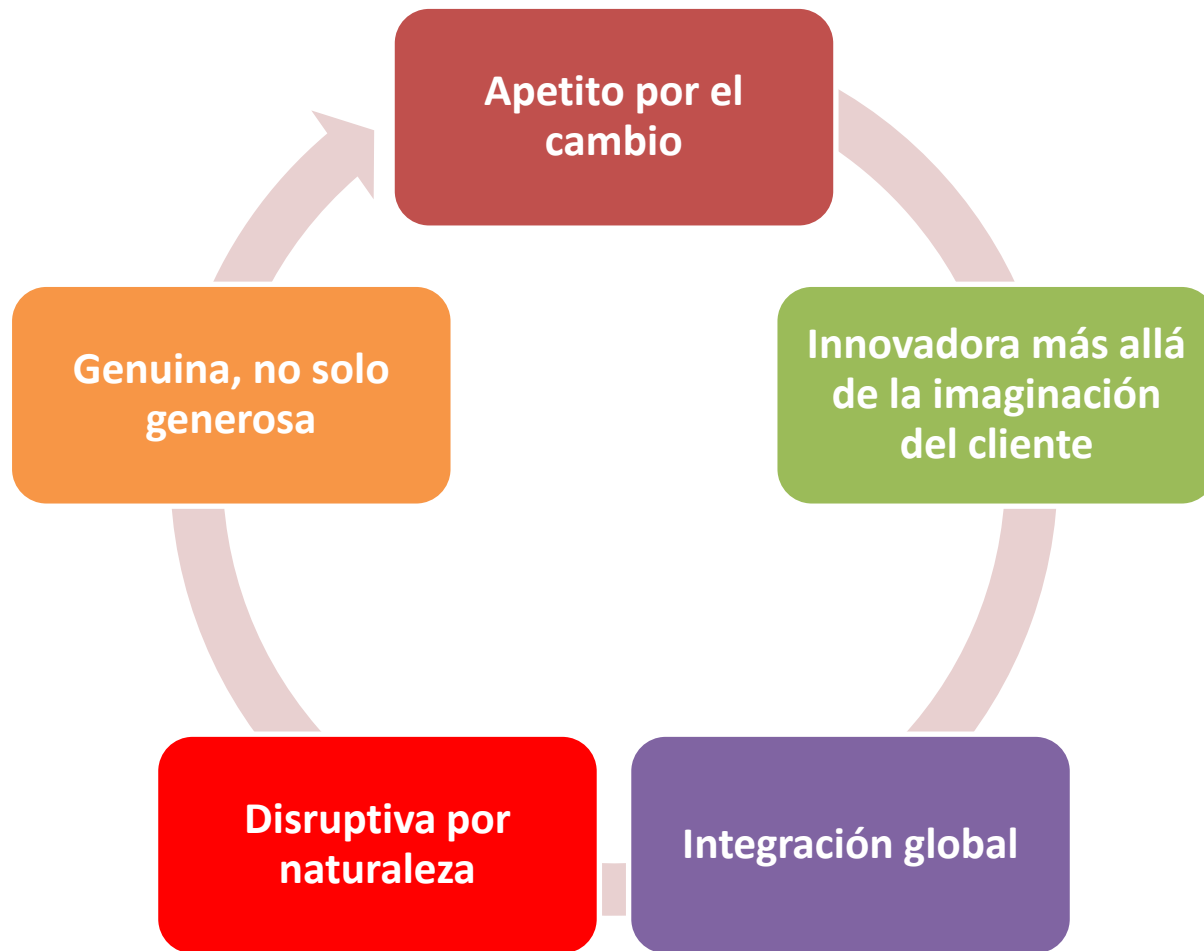 Apetito por el
cambio
Innovadora más allá
de la imaginación
del cliente
Integración global
Disruptiva por
naturaleza
Genuina, no solo
generosa